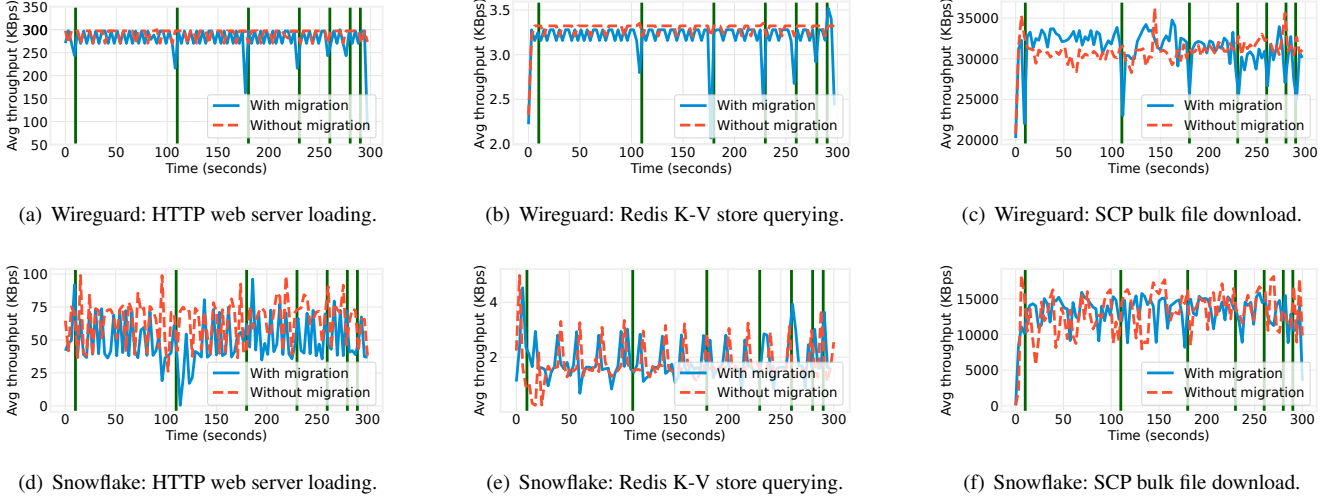 Avg throughput (KBps)
350
300
300
250
200
150
100
50
0 50 100 150 200 250 300
Time (seconds)
With migration
Without migration
(a) Wireguard: HTTP web server loading.
Avg throughput (KBps)
4.0
3.5
3.0
2.5
2.0
0 50 100 150 200 250 300
Time (seconds)
With migration
Without migration
(b) Wireguard: Redis K-V store querying.
Avg throughput (KBps)
35000
30000
25000
20000
0 50 100 150 200 250 300
Time (seconds)
With migration
Without migration
(c) Wireguard: SCP bulk file download.
Avg throughput (KBps)
100
75
50
25
0
0 50 100 150 200 250 300
Time (seconds)
With migration
Without migration
(d) Snowflake: HTTP web server loading.
Avg throughput (KBps)
4
2
0 50 100 150 200 250 300
Time (seconds)
With migration
Without migration
(e) Snowflake: Redis K-V store querying.
Avg throughput (KBps)
15000
10000
5000
0
0 50 100 150 200 250 300
Time (seconds)
With migration
Without migration
(f) Snowflake: SCP bulk file download.